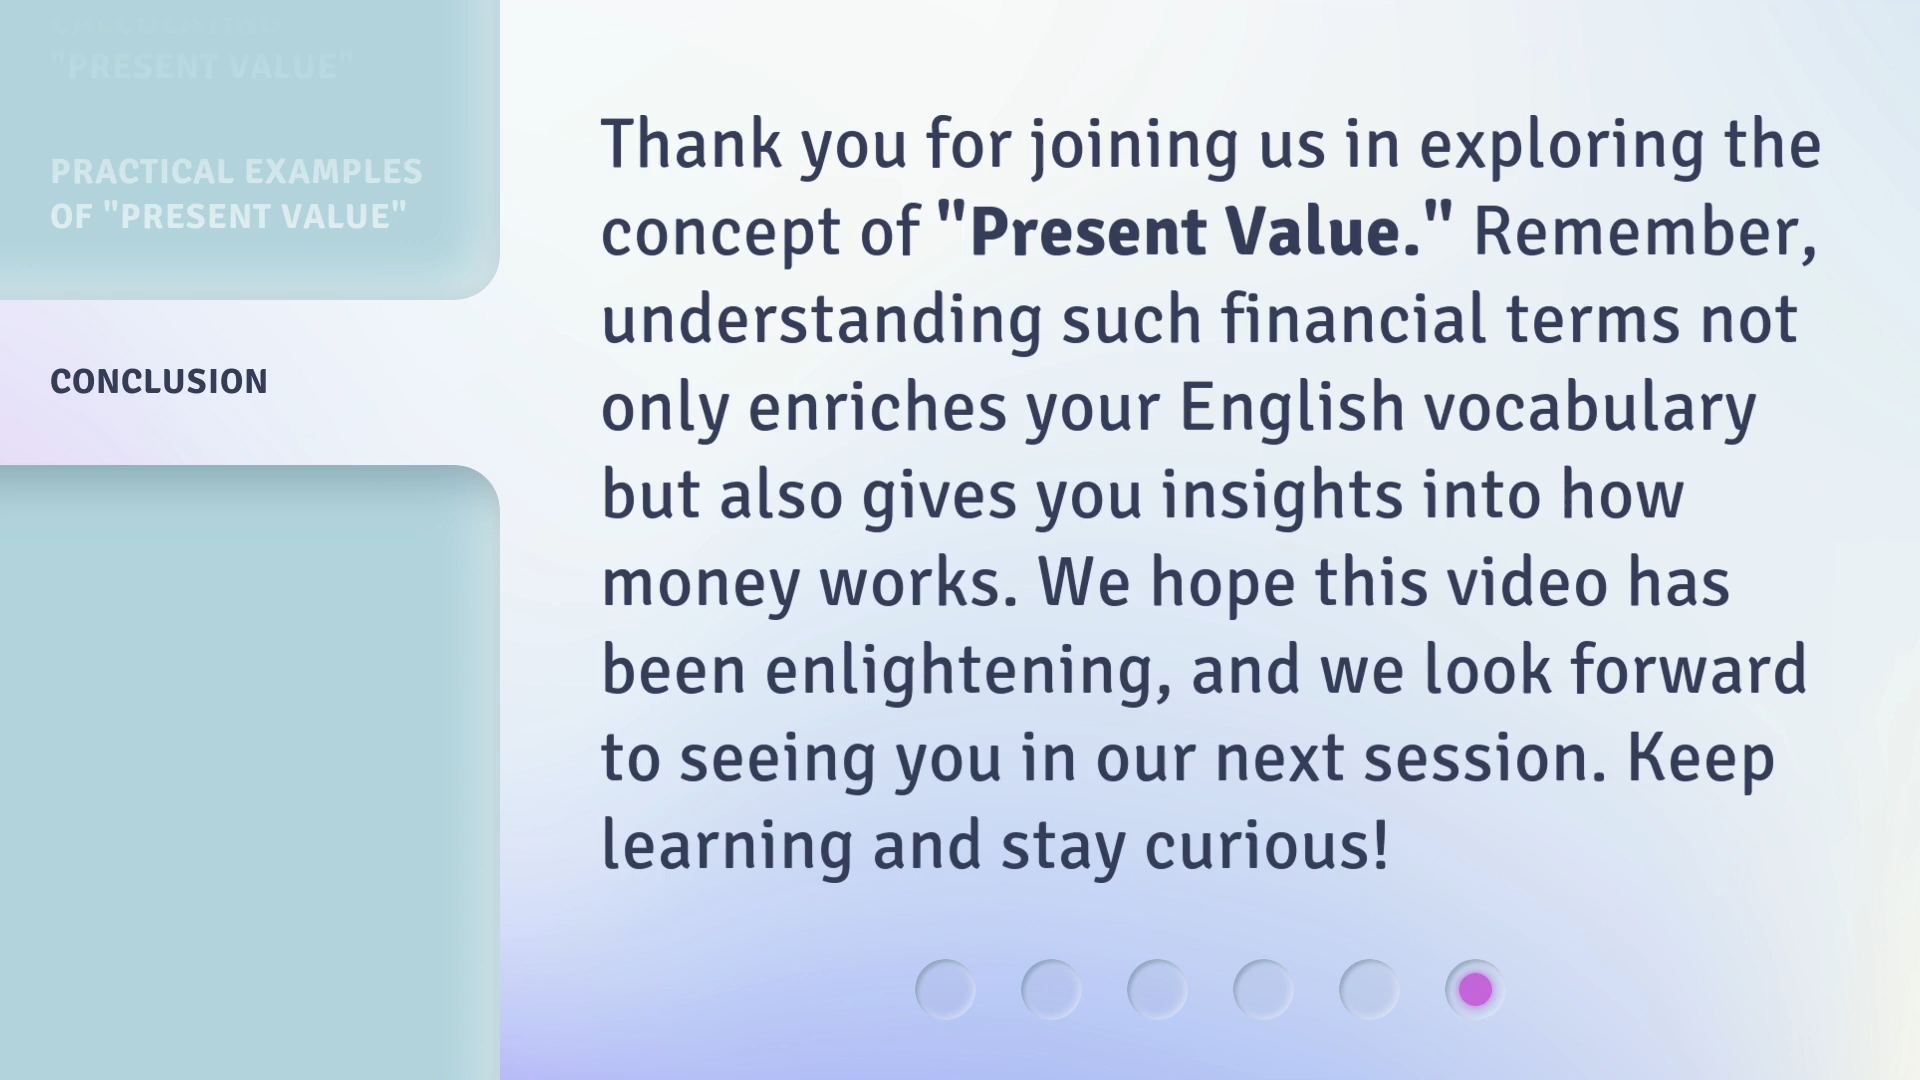 "PRESENT VALUE"
PRACTICAL EXAMPLES
OF "PRESENT VALUE"
CONCLUSION
Thank you for joining us in exploring the
concept of "Present Value." Remember,
understanding such financial terms not
only enriches your English vocabulary
but also gives you insights into how
money works. We hope this video has
been enlightening, and we look forward
to seeing you in our next session. Keep
learning and stay curious!